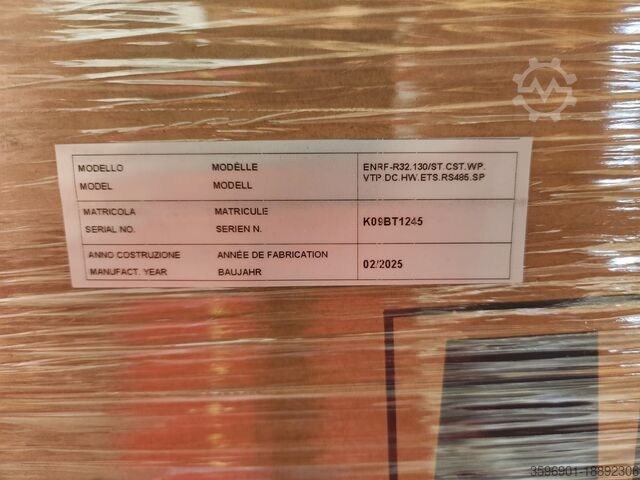 MODELLO MODÈLLE ENRF-R32.130/ST.CST.WP.
MODEL MODELL VTP.DC.HW.ETS.RS485.SP
MATRICOLA MATRICULE K09BT1245
SERIAL NO. SERIEN N.
ANNO COSTRUZIONE ANNÉE DE FABRICATION 02/2025
MANUFACT. YEAR BAUJAHR
3596901-18892306